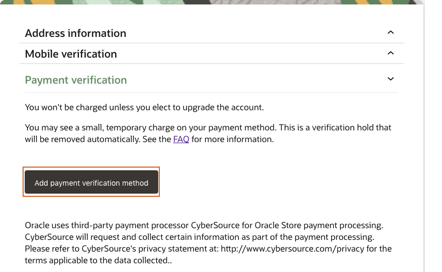 Address information
Mobile verification
Payment verification
You won't be charged unless you elect to upgrade the account.
You may see a small, temporary charge on your payment method. This is a verification hold that
will be removed automatically. See the FAQ for more information.
Add payment verification method
Oracle uses third-party payment processor CyberSource for Oracle Store payment processing.
CyberSource will request and collect certain information as part of the payment processing.
Please refer to CyberSource's privacy statement at: http://www.cybersource.com/privacy for the
terms applicable to the data collected..